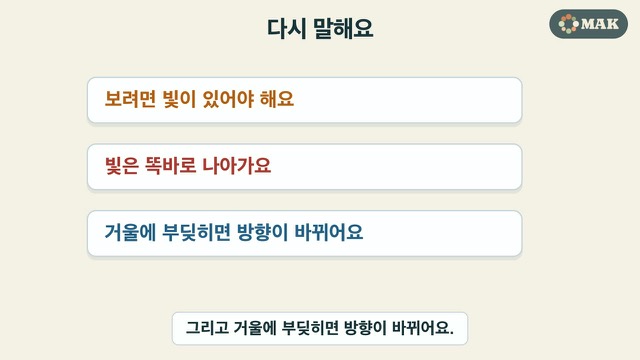 다시 말해요
MAK
보려면 빛이 있어야 해요
빛은 똑바로 나아가요
거울에 부딪히면 방향이 바뀌어요
그리고 거울에 부딪히면 방향이 바뀌어요.